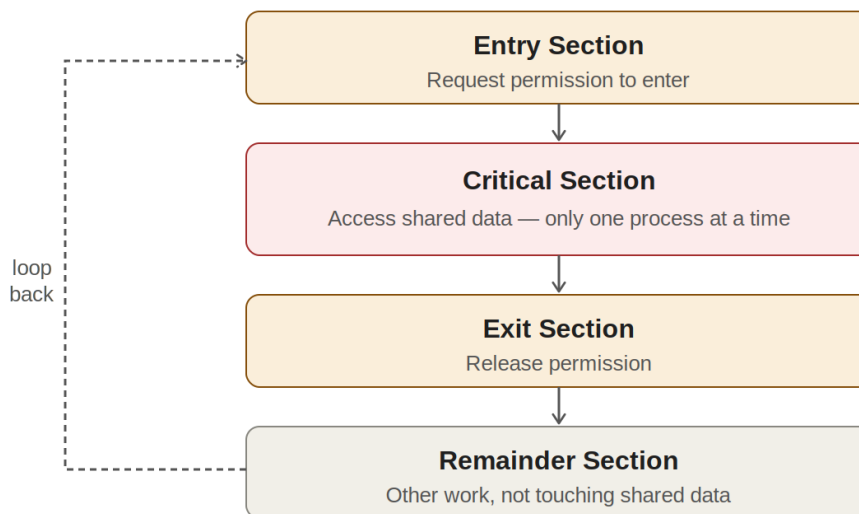 Entry Section
Request permission to enter
Critical Section
Access shared data — only one process at a time
loop
back
Exit Section
Release permission
Remainder Section
Other work, not touching shared data